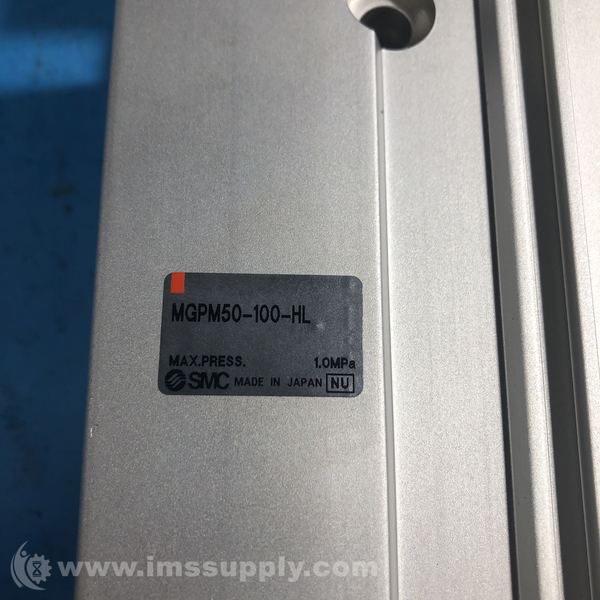 MGPM50-100-HL
MAX.PRESS. 1.0MPa
SMC MADE IN JAPAN NU
www.imssupply.com